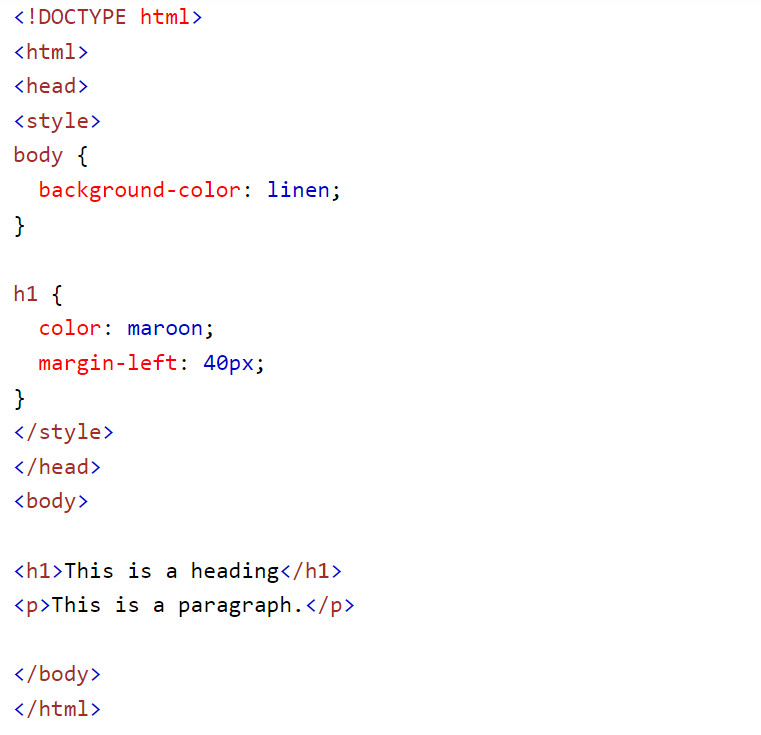 <!DOCTYPE html>
<html>
<head>
<style>
body {
  background-color: linen;
}

h1 {
  color: maroon;
  margin-left: 40px;
}
</style>
</head>
<body>

<h1>This is a heading</h1>
<p>This is a paragraph.</p>

</body>
</html>